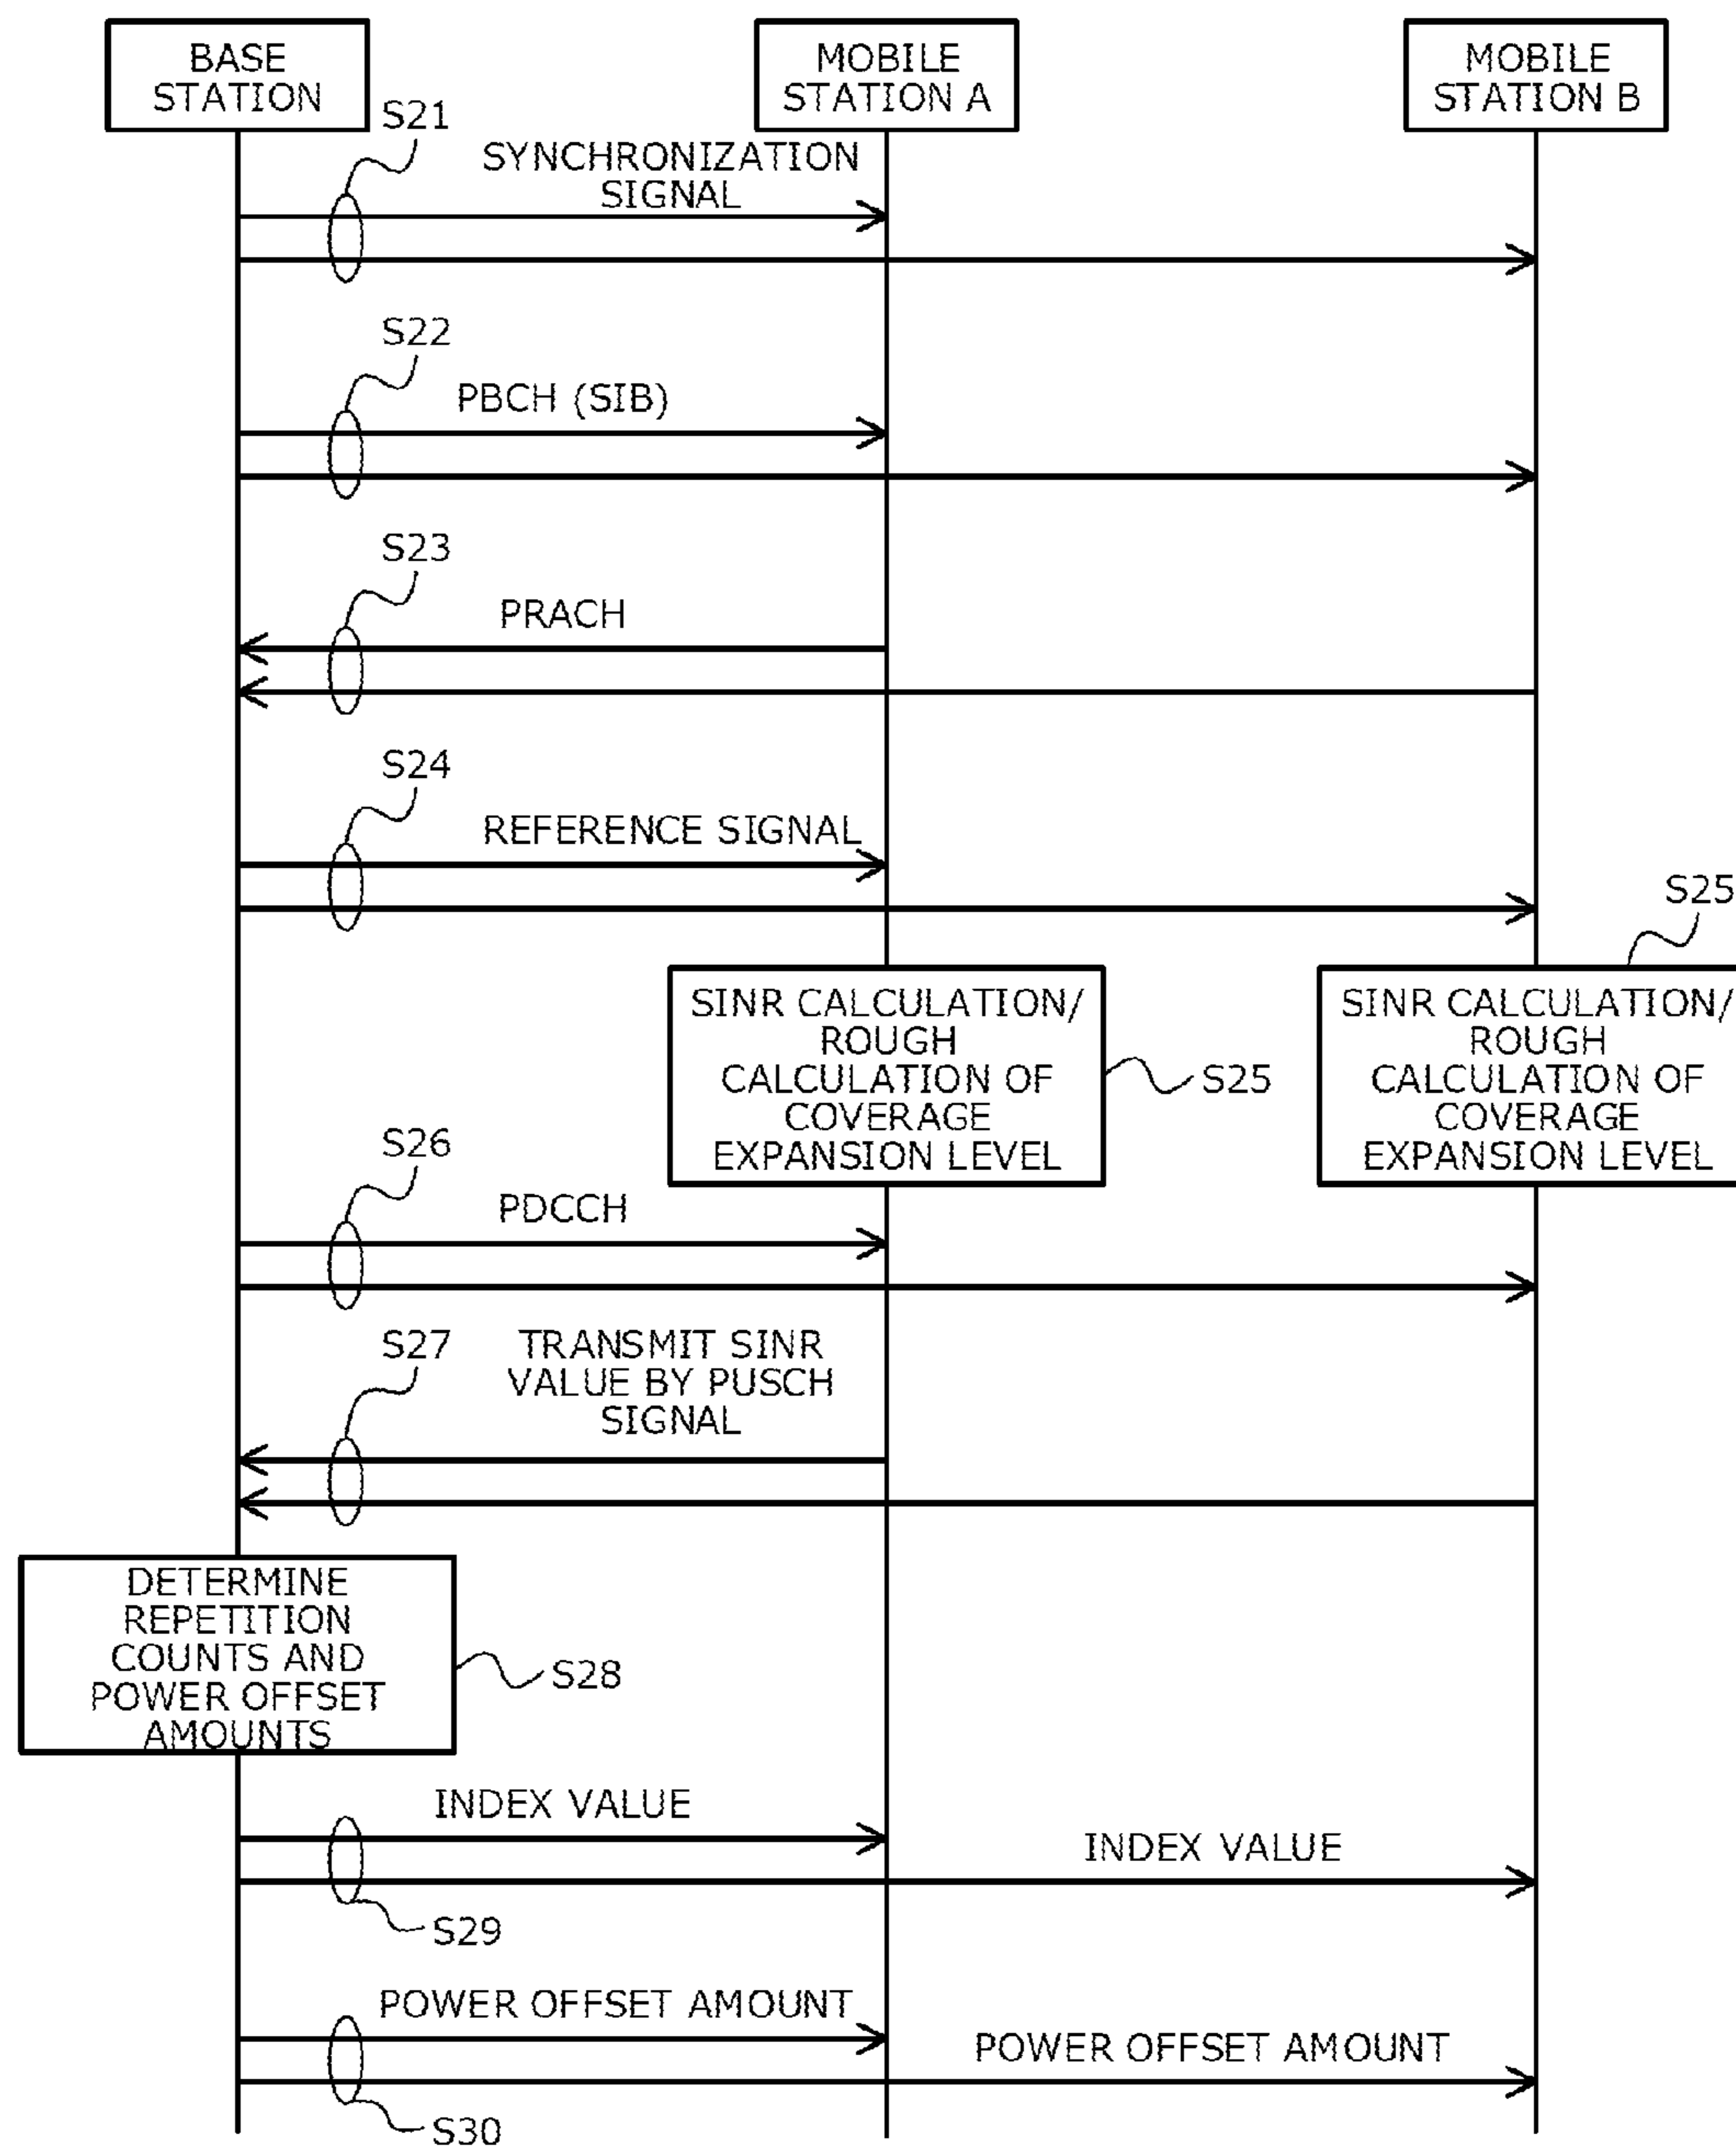 BASE
STATION
MOBILE
STATION A
MOBILE
STATION B
S21
SYNCHRONIZATION
SIGNAL
S22
PBCH (SIB)
S23
PRACH
S24
REFERENCE SIGNAL
S25
SINR CALCULATION/
ROUGH
CALCULATION OF
COVERAGE
EXPANSION LEVEL
S25
SINR CALCULATION/
ROUGH
CALCULATION OF
COVERAGE
EXPANSION LEVEL
S26
PDCCH
S27
TRANSMIT SINR
VALUE BY PUSCH
SIGNAL
DETERMINE
REPETITION
COUNTS AND
POWER OFFSET
AMOUNTS
S28
INDEX VALUE
INDEX VALUE
S29
POWER OFFSET AMOUNT
POWER OFFSET AMOUNT
S30